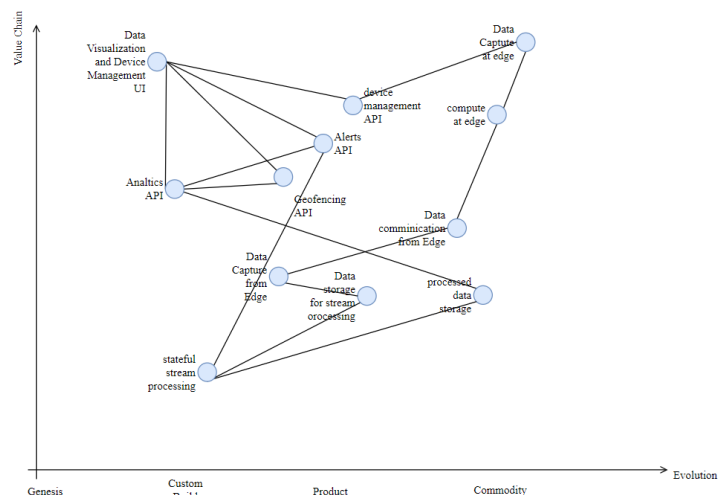 Value Chain
Data
Visualization
and Device
Management
UI
Data
Capture
at edge
device
management
API
compute
at edge
Alerts
API
Analtics
API
Geofencing
API
Data
comminication
from Edge
Data
Capture
from
Edge
Data
storage
for stream
orocessing
processed
data
storage
stateful
stream
processing
Evolution
Genesis
Custom
Product
Commodity